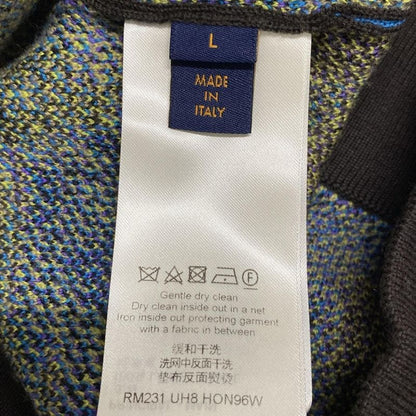 L
MADE
IN
ITALY
F
Gentle dry clean
Dry clean inside out in a net
Iron inside out protecting garment
with a fabric in between
缓和干洗
洗网中反面干洗
垫布反面熨烫
RM231 UH8 HON96W